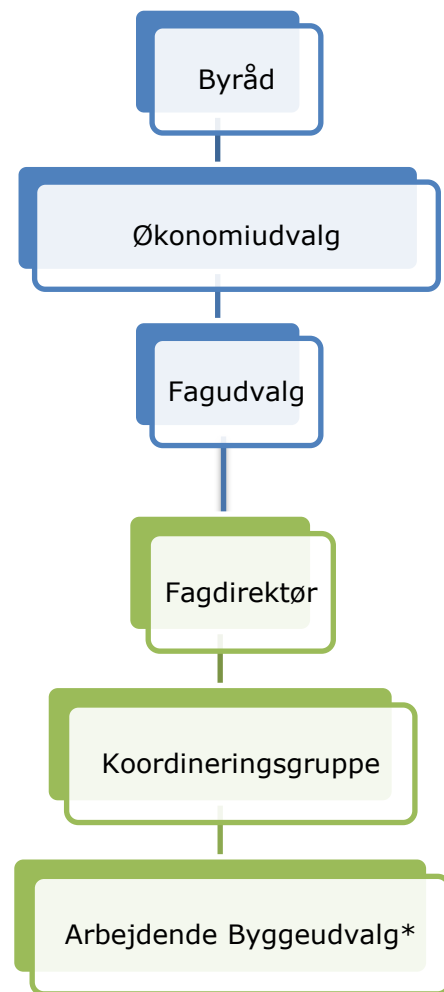 Byråd
Økonomiudvalg
Fagudvalg
Fagdirektør
Koordineringsgruppe
Arbejdende Byggeudvalg*